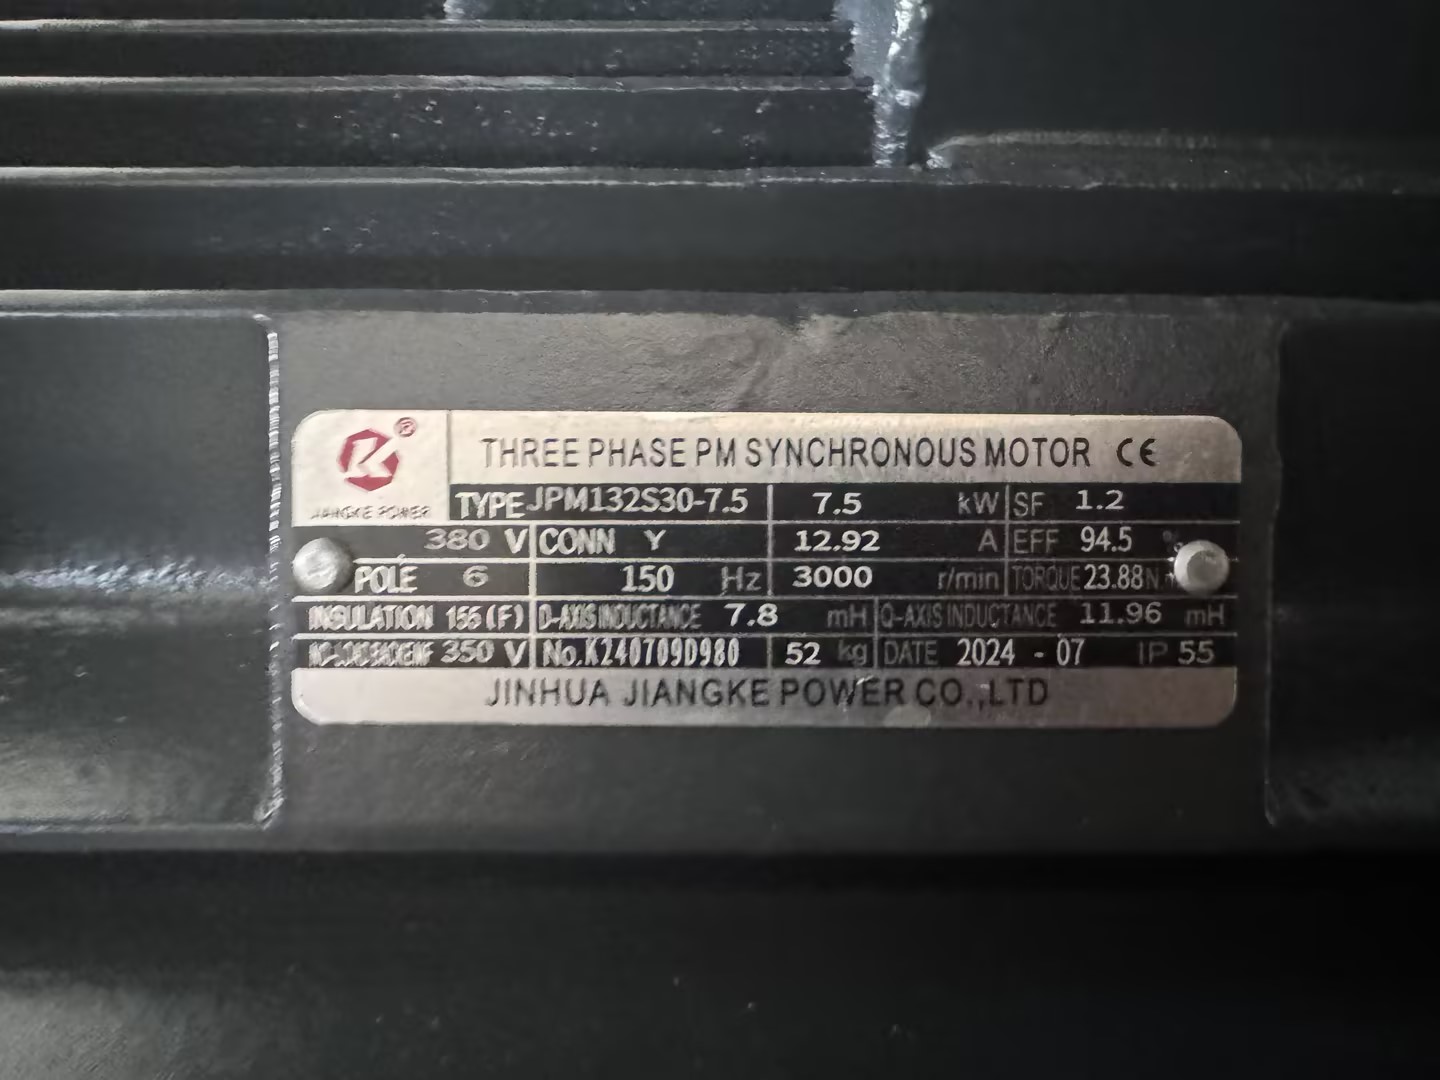 ®
JIANGKE POWER
THREE PHASE PM SYNCHRONOUS MOTOR CE
TYPE JPM132S30-7.5 7.5 kW SF 1.2
380 V CONN Y 12.92 A EFF 94.5 %
POLE 6 150 Hz 3000 r/min TORQUE 23.88 N
INSULATION 155 (F) D-AXIS INDUCTANCE 7.8 mH Q-AXIS INDUCTANCE 11.96 mH
350 V No.K240709D980 52 kg DATE 2024 - 07 IP 55
JINHUA JIANGKE POWER CO.,LTD